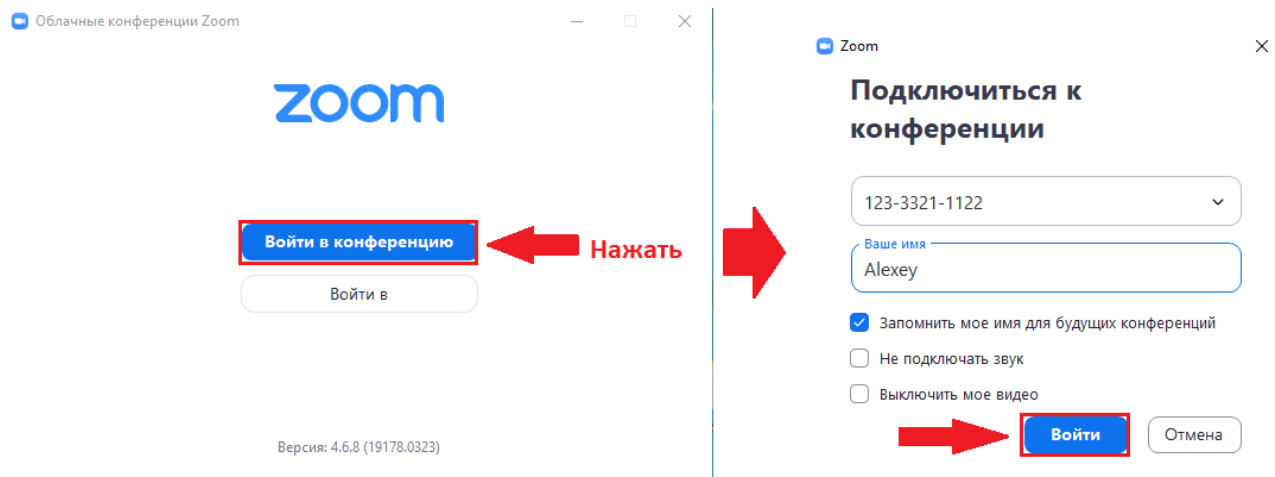 Облачные конференции Zoom
zoom
Войти в конференцию
Нажать
Войти в
Версия: 4.6.8 (19178.0323)
Zoom
Подключиться к
конференции
123-3321-1122
Ваше имя
Alexey
Запомнить мое имя для будущих конференций
Не подключать звук
Выключить мое видео
Войти
Отмена